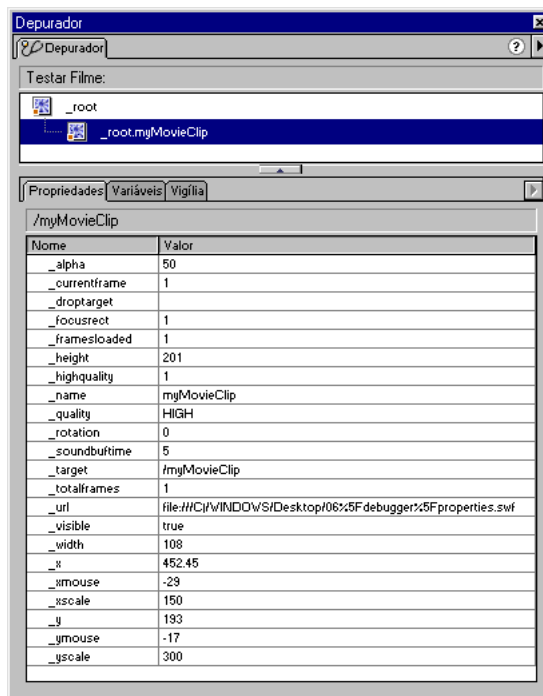 Depurador
Depurador
Testar Filme:
_root
_root.myMovieClip
Propriedades Variáveis Vigília
/myMovieClip
Nome Valor
_alpha 50
_currentframe 1
_droptarget
_focusrect 1
_framesloaded 1
_height 201
_highquality 1
_name myMovieClip
_quality HIGH
_rotation 0
_soundbuftime 5
_target /myMovieClip
_totalframes 1
_url file:///C|/WINDOWS/Desktop/06%5Fdebugger%5Fproperties.swf
_visible true
_width 108
_x 452.45
_xmouse -29
_xscale 150
_y 193
_ymouse -17
_yscale 300